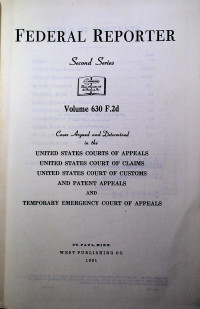 FEDERAL REPORTER
Second Series
Volume 630 F.2d
Cases Argued and Determined
in the
UNITED STATES COURTS OF APPEALS
UNITED STATES COURT OF CLAIMS
UNITED STATES COURT OF CUSTOMS
AND PATENT APPEALS
AND
TEMPORARY EMERGENCY COURT OF APPEALS
ST. PAUL, MINN.
WEST PUBLISHING CO.
1981